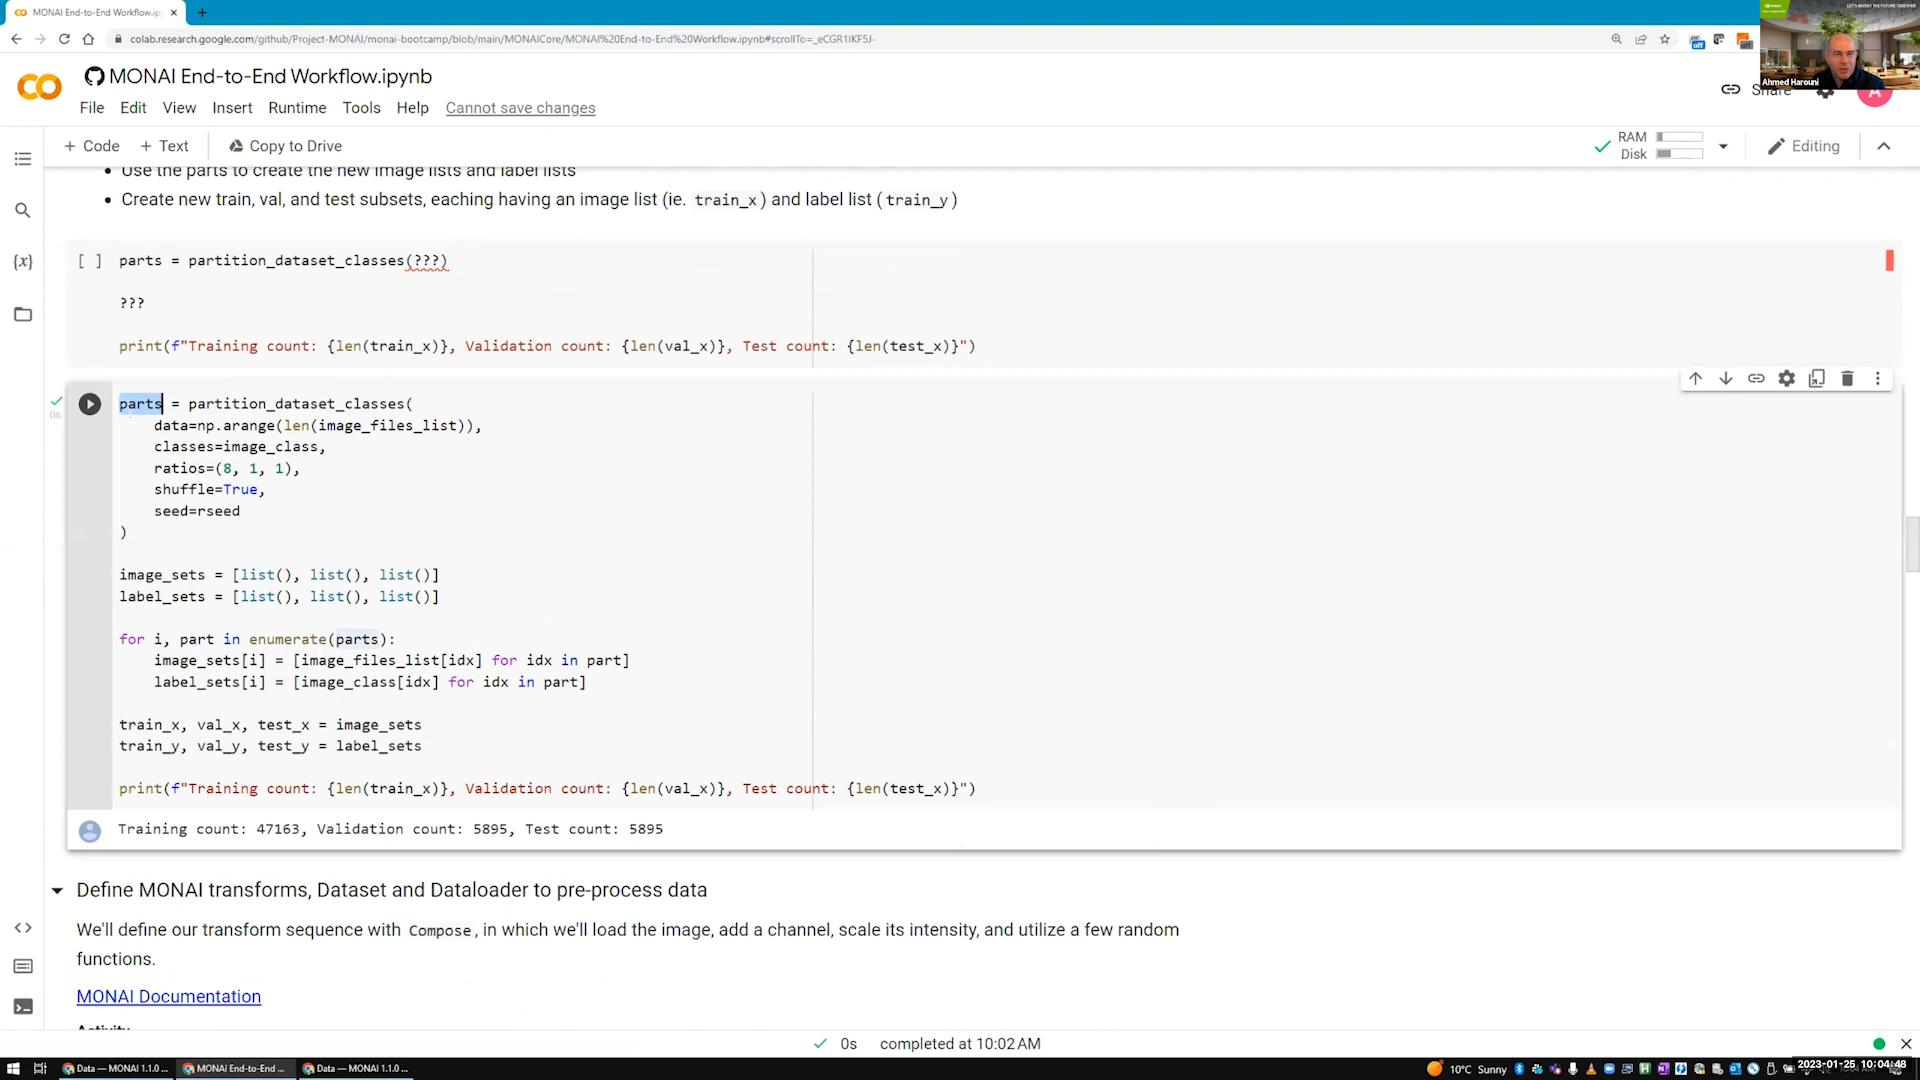 MONAI End-to-End Workflow.ipy
colab.research.google.com/github/Project-MONAI/monai-bootcamp/blob/main/MONAICore/MONAI%20End-to-End%20Workflow.ipynb#scrollTo=_eCGR1lKF5J-
LET'S INVENT THE FUTURE TOGETHER
Ahmed Harouni
MONAI End-to-End Workflow.ipynb
Share
A
File Edit View Insert Runtime Tools Help Cannot save changes
+ Code + Text Copy to Drive
RAM
Disk
Editing
Use the parts to create the new image lists and label lists
Create new train, val, and test subsets, eaching having an image list (ie. train_x) and label list (train_y)
[ ] parts = partition_dataset_classes(???)
???
print(f"Training count: {len(train_x)}, Validation count: {len(val_x)}, Test count: {len(test_x)}")
0s
parts = partition_dataset_classes(
data=np.arange(len(image_files_list)),
classes=image_class,
ratios=(8, 1, 1),
shuffle=True,
seed=rseed
)
image_sets = [list(), list(), list()]
label_sets = [list(), list(), list()]
for i, part in enumerate(parts):
image_sets[i] = [image_files_list[idx] for idx in part]
label_sets[i] = [image_class[idx] for idx in part]
train_x, val_x, test_x = image_sets
train_y, val_y, test_y = label_sets
print(f"Training count: {len(train_x)}, Validation count: {len(val_x)}, Test count: {len(test_x)}")
Training count: 47163, Validation count: 5895, Test count: 5895
Define MONAI transforms, Dataset and Dataloader to pre-process data
We'll define our transform sequence with Compose, in which we'll load the image, add a channel, scale its intensity, and utilize a few random
functions.
MONAI Documentation
Activity
0s completed at 10:02 AM
Data — MONAI 1.1.0 ... MONAI End-to-End ... Data — MONAI 1.1.0 ...
10°C Sunny
2023-01-25 10:04:48